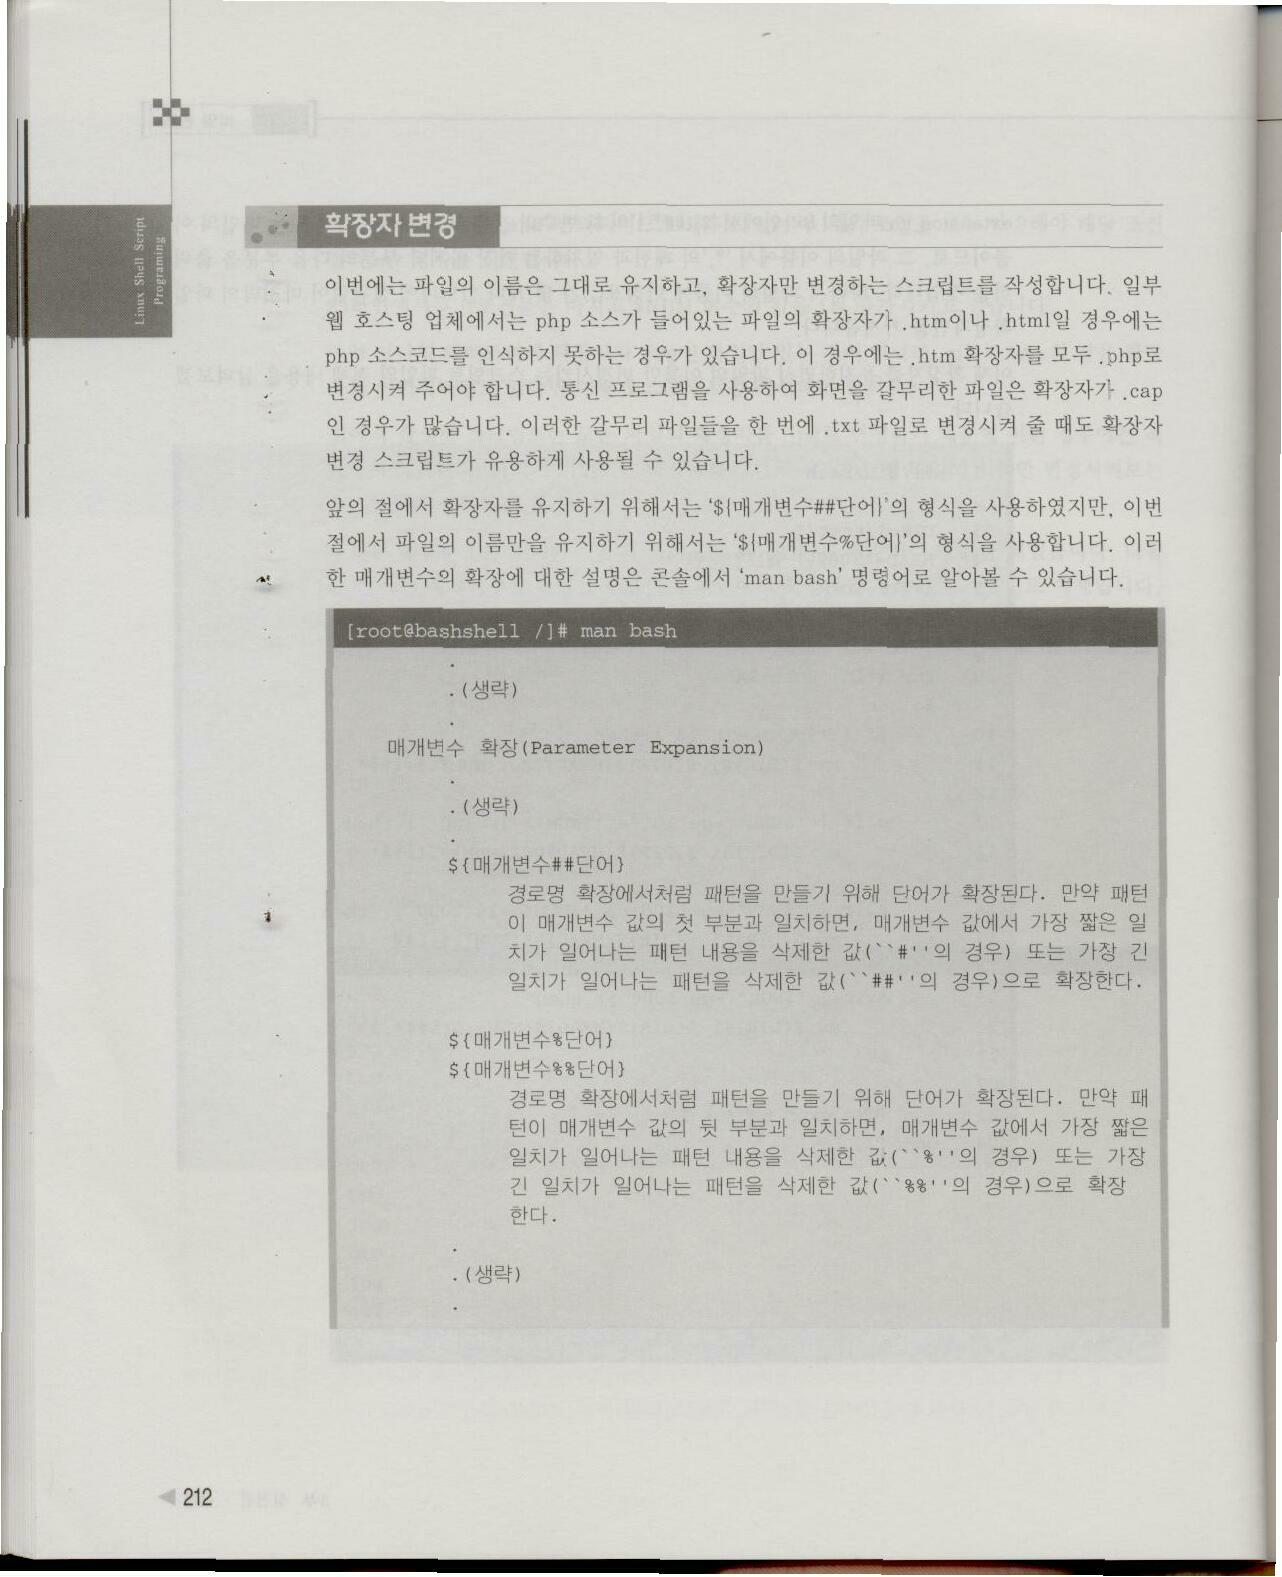 Linux Shell Script
Programing
확장자 변경
이번에는 파일의 이름은 그대로 유지하고, 확장자만 변경하는 스크립트를 작성합니다. 일부
웹 호스팅 업체에서는 php 소스가 들어있는 파일의 확장자가 .htm이나 .html일 경우에는
php 소스코드를 인식하지 못하는 경우가 있습니다. 이 경우에는 .htm 확장자를 모두 .php로
변경시켜 주어야 합니다. 통신 프로그램을 사용하여 화면을 갈무리한 파일은 확장자가 .cap
인 경우가 많습니다. 이러한 갈무리 파일들을 한 번에 .txt 파일로 변경시켜 줄 때도 확장자
변경 스크립트가 유용하게 사용될 수 있습니다.
앞의 절에서 확장자를 유지하기 위해서는 ‘${매개변수##단어}’의 형식을 사용하였지만, 이번
절에서 파일의 이름만을 유지하기 위해서는 ‘${매개변수%단어}’의 형식을 사용합니다. 이러
한 매개변수의 확장에 대한 설명은 콘솔에서 ‘man bash’ 명령어로 알아볼 수 있습니다.
[root@bashshell /]# man bash
.
.(생략)
.
매개변수 확장(Parameter Expansion)
.
.(생략)
.
${매개변수##단어}
경로명 확장에서처럼 패턴을 만들기 위해 단어가 확장된다. 만약 패턴
이 매개변수 값의 첫 부분과 일치하면, 매개변수 값에서 가장 짧은 일
치가 일어나는 패턴 내용을 삭제한 값(``#''의 경우) 또는 가장 긴
일치가 일어나는 패턴을 삭제한 값(``##''의 경우)으로 확장한다.
${매개변수%단어}
${매개변수%%단어}
경로명 확장에서처럼 패턴을 만들기 위해 단어가 확장된다. 만약 패
턴이 매개변수 값의 뒷 부분과 일치하면, 매개변수 값에서 가장 짧은
일치가 일어나는 패턴 내용을 삭제한 값(``%''의 경우) 또는 가장
긴 일치가 일어나는 패턴을 삭제한 값(``%%''의 경우)으로 확장
한다.
.
.(생략)
.
212